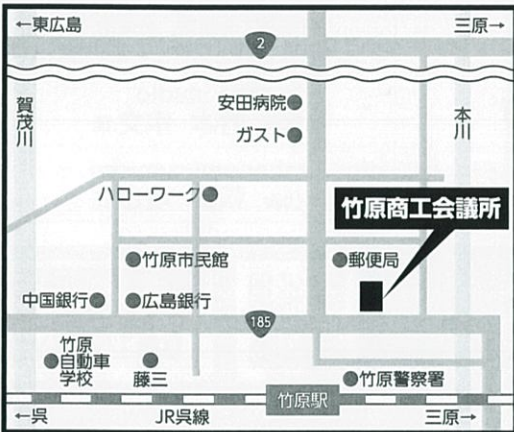 ←東広島
三原→
2
賀茂川
安田病院
ガスト
本川
ハローワーク
竹原商工会議所
竹原市民館
郵便局
中国銀行
広島銀行
185
竹原
自動車
学校
藤三
竹原警察署
竹原駅
←呉
JR呉線
三原→